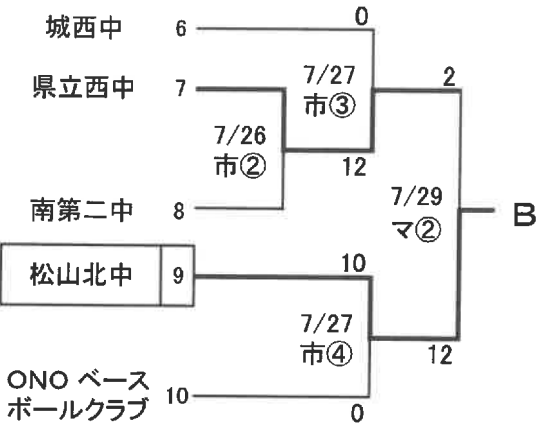 城西中 6
0
県立西中 7
7/27
市③
2
7/26
市②
12
南第二中 8
7/29
マ②
B
松山北中 9
10
7/27
市④
12
ONO ベース
ボールクラブ 10
0